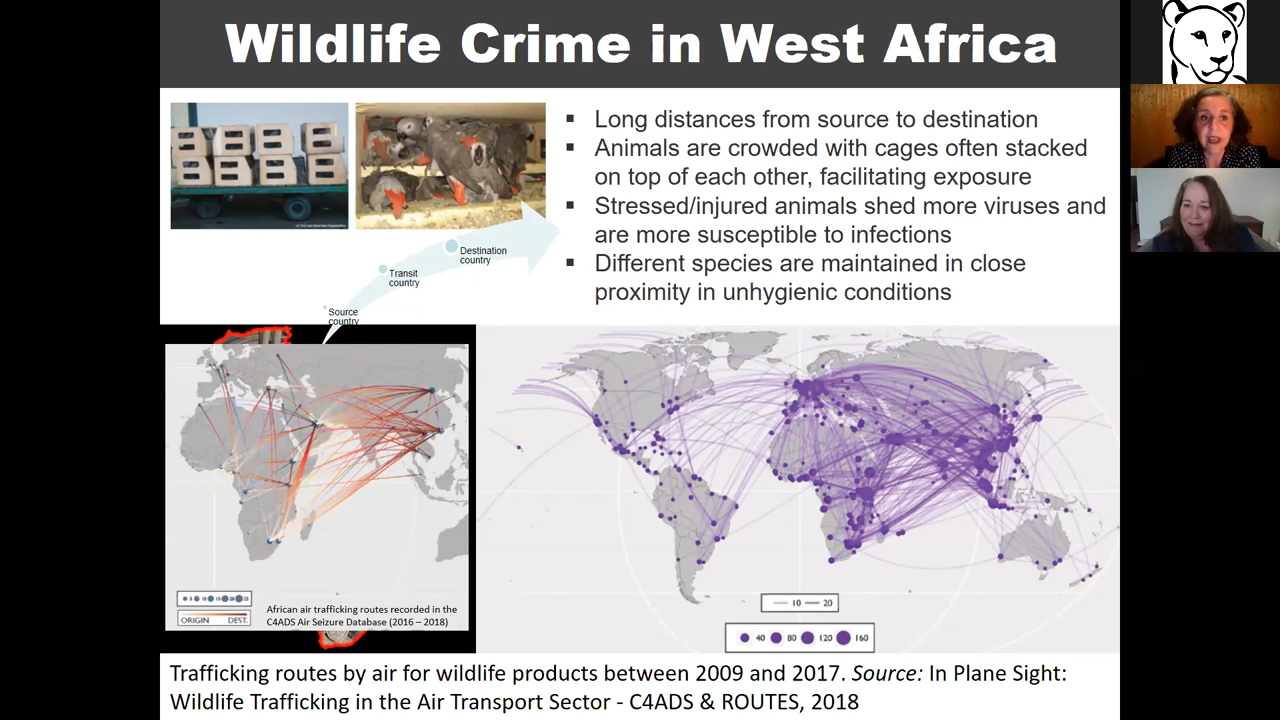 Wildlife Crime in West Africa
▪ Long distances from source to destination
▪ Animals are crowded with cages often stacked
on top of each other, facilitating exposure
▪ Stressed/injured animals shed more viruses and
are more susceptible to infections
▪ Different species are maintained in close
proximity in unhygienic conditions
Destination
country
Transit
country
Source
country
African air trafficking routes recorded in the
C4ADS Air Seizure Database (2016 – 2018)
ORIGIN DEST.
10 20
40 80 120 160
Trafficking routes by air for wildlife products between 2009 and 2017. Source: In Plane Sight:
Wildlife Trafficking in the Air Transport Sector - C4ADS & ROUTES, 2018